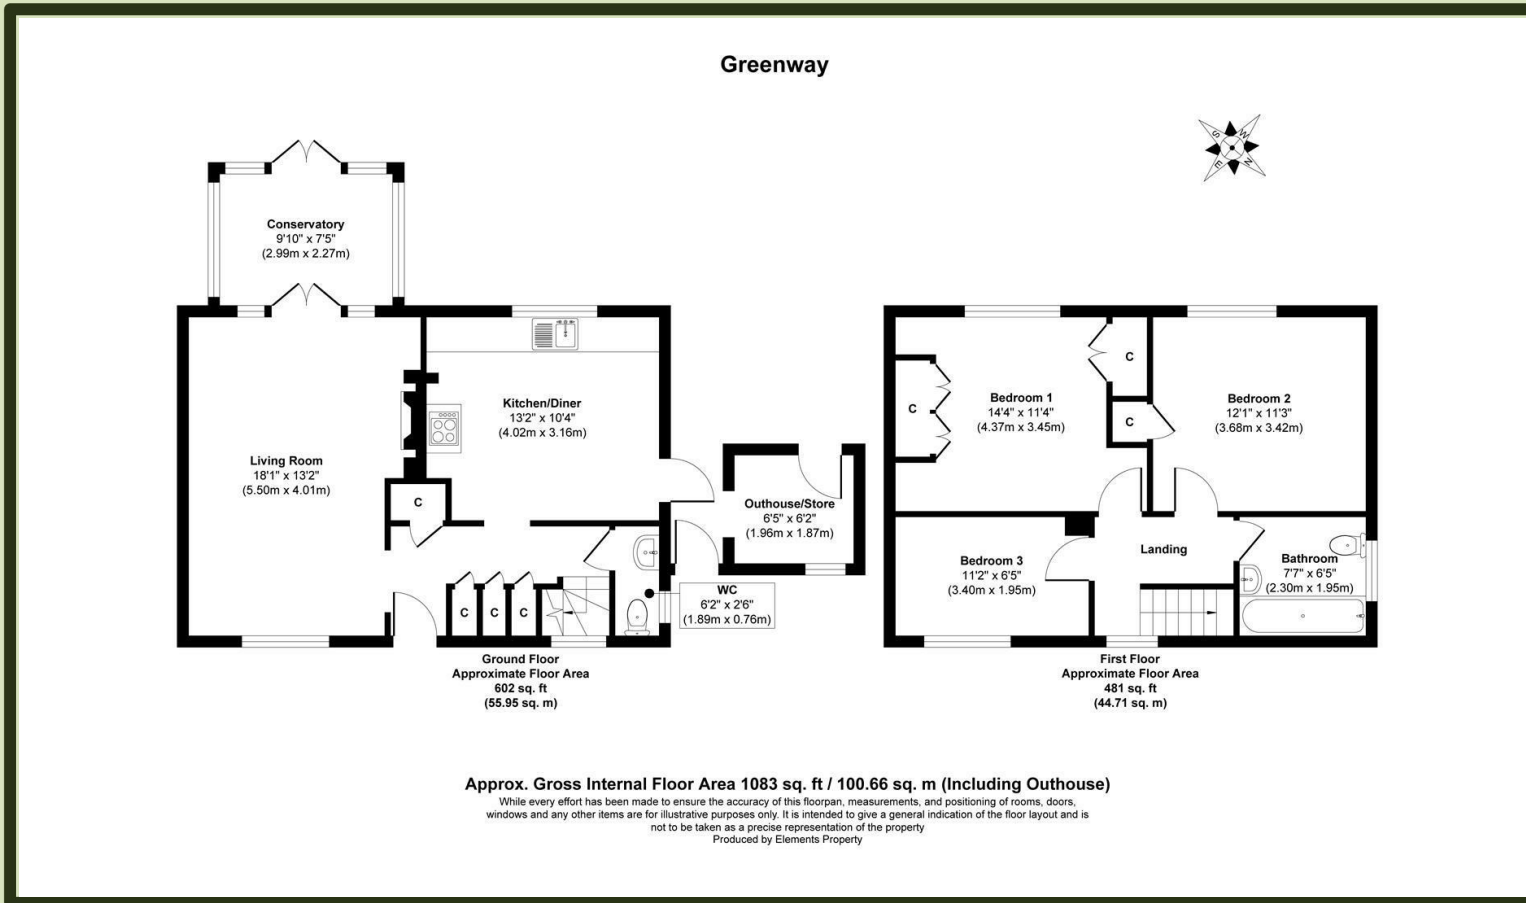 Greenway
S
W
E
N
Conservatory
9'10" x 7'5"
(2.99m x 2.27m)
Kitchen/Diner
13'2" x 10'4"
(4.02m x 3.16m)
Living Room
18'1" x 13'2"
(5.50m x 4.01m)
C
Outhouse/Store
6'5" x 6'2"
(1.96m x 1.87m)
C
C
C
WC
6'2" x 2'6"
(1.89m x 0.76m)
Ground Floor
Approximate Floor Area
602 sq. ft
(55.95 sq. m)
C
Bedroom 1
14'4" x 11'4"
(4.37m x 3.45m)
C
C
Bedroom 2
12'1" x 11'3"
(3.68m x 3.42m)
Bedroom 3
11'2" x 6'5"
(3.40m x 1.95m)
Landing
Bathroom
7'7" x 6'5"
(2.30m x 1.95m)
First Floor
Approximate Floor Area
481 sq. ft
(44.71 sq. m)
Approx. Gross Internal Floor Area 1083 sq. ft / 100.66 sq. m (Including Outhouse)
While every effort has been made to ensure the accuracy of this floorpan, measurements, and positioning of rooms, doors,
windows and any other items are for illustrative purposes only. It is intended to give a general indication of the floor layout and is
not to be taken as a precise representation of the property
Produced by Elements Property